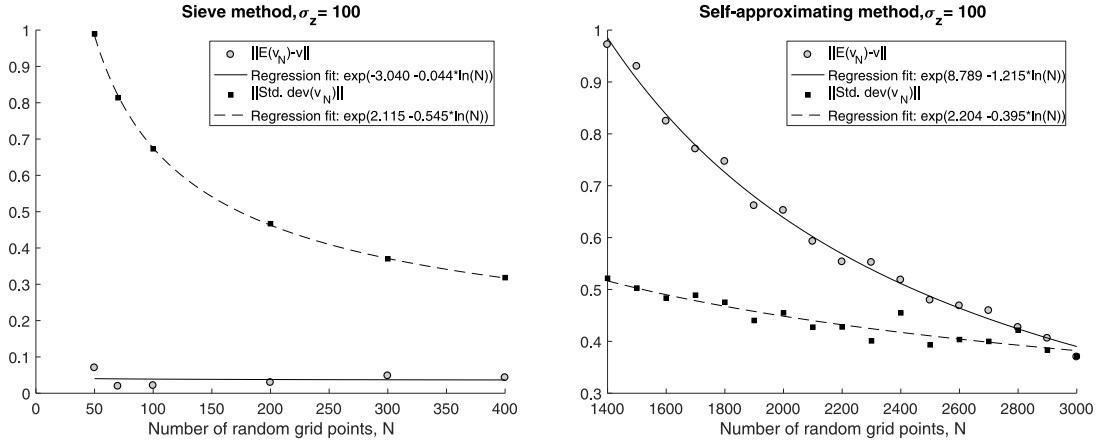 Sieve method, σz = 100
||E(vN)-v||
Regression fit: exp(-3.040 -0.044*ln(N))
||Std. dev(vN)||
Regression fit: exp(2.115 -0.545*ln(N))
1
0.9
0.8
0.7
0.6
0.5
0.4
0.3
0.2
0.1
0
0 50 100 150 200 250 300 350 400
Number of random grid points, N
Self-approximating method, σz = 100
||E(vN)-v||
Regression fit: exp(8.789 -1.215*ln(N))
||Std. dev(vN)||
Regression fit: exp(2.204 -0.395*ln(N))
1
0.9
0.8
0.7
0.6
0.5
0.4
0.3
1400 1600 1800 2000 2200 2400 2600 2800 3000
Number of random grid points, N